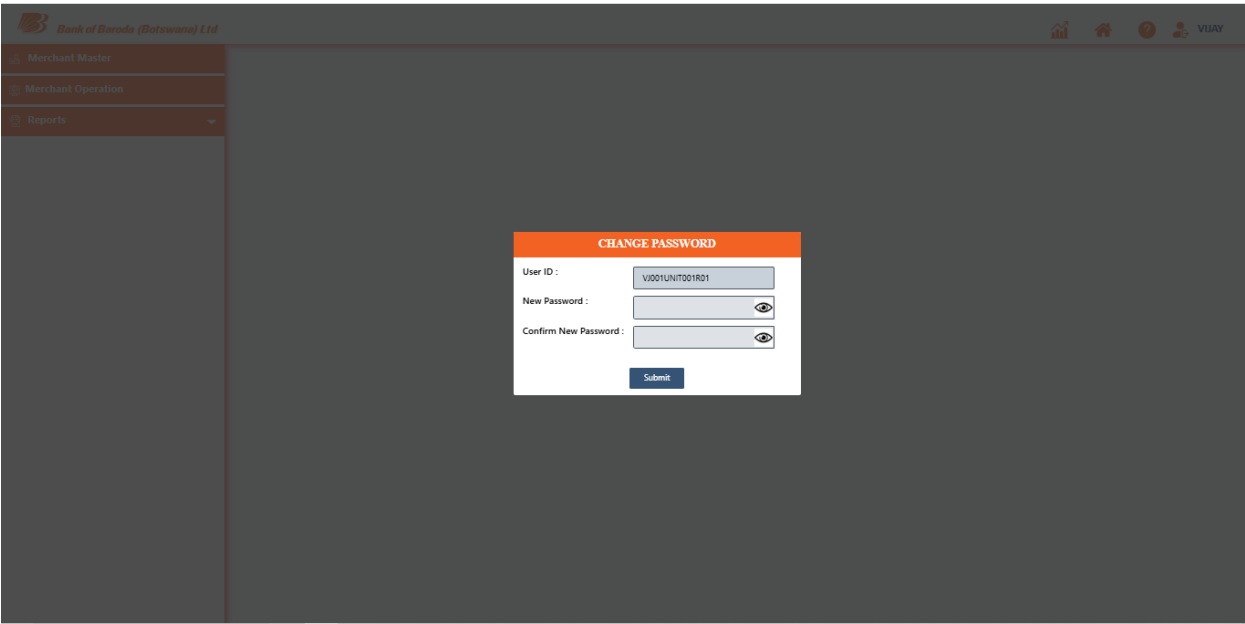 Bank of Baroda (Botswana) Ltd
VIJAY
Merchant Master
Merchant Operation
Reports
CHANGE PASSWORD
User ID :
VJ001UNIT001R01
New Password :
Confirm New Password :
Submit